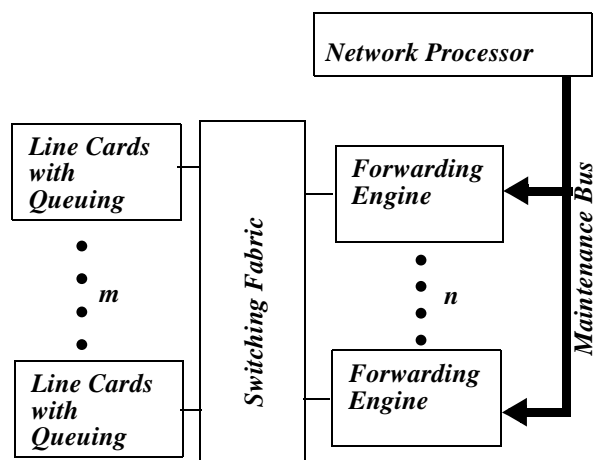 Network Processor
Line Cards
with
Queuing
Forwarding
Engine
Switching Fabric
Maintenance Bus
m
n
Line Cards
with
Queuing
Forwarding
Engine